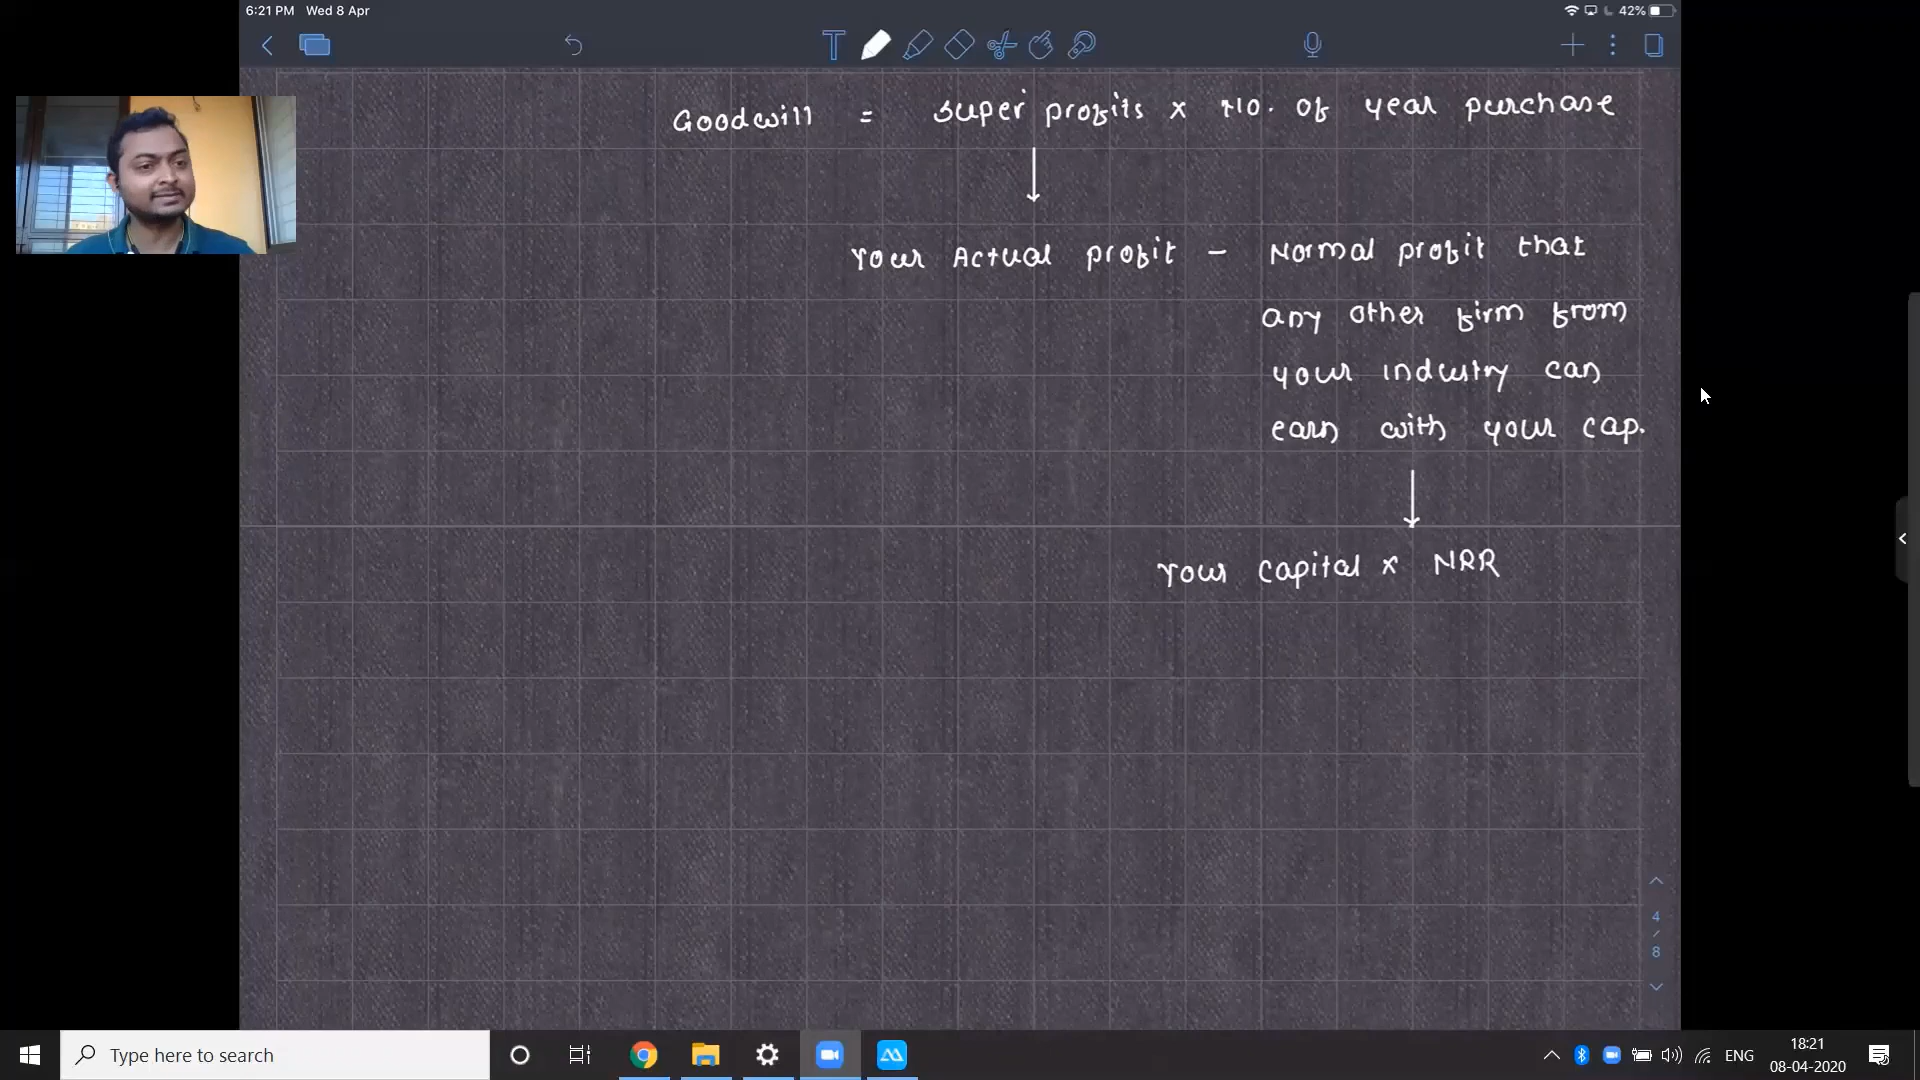 6:21 PM Wed 8 Apr
42%
T
Goodwill = super profits x no. of year purchase
Your Actual profit - Normal profit that
any other firm from
your industry can
earn with your cap.
Your capital x NRR
4
/
8
Type here to search
ENG
18:21
08-04-2020